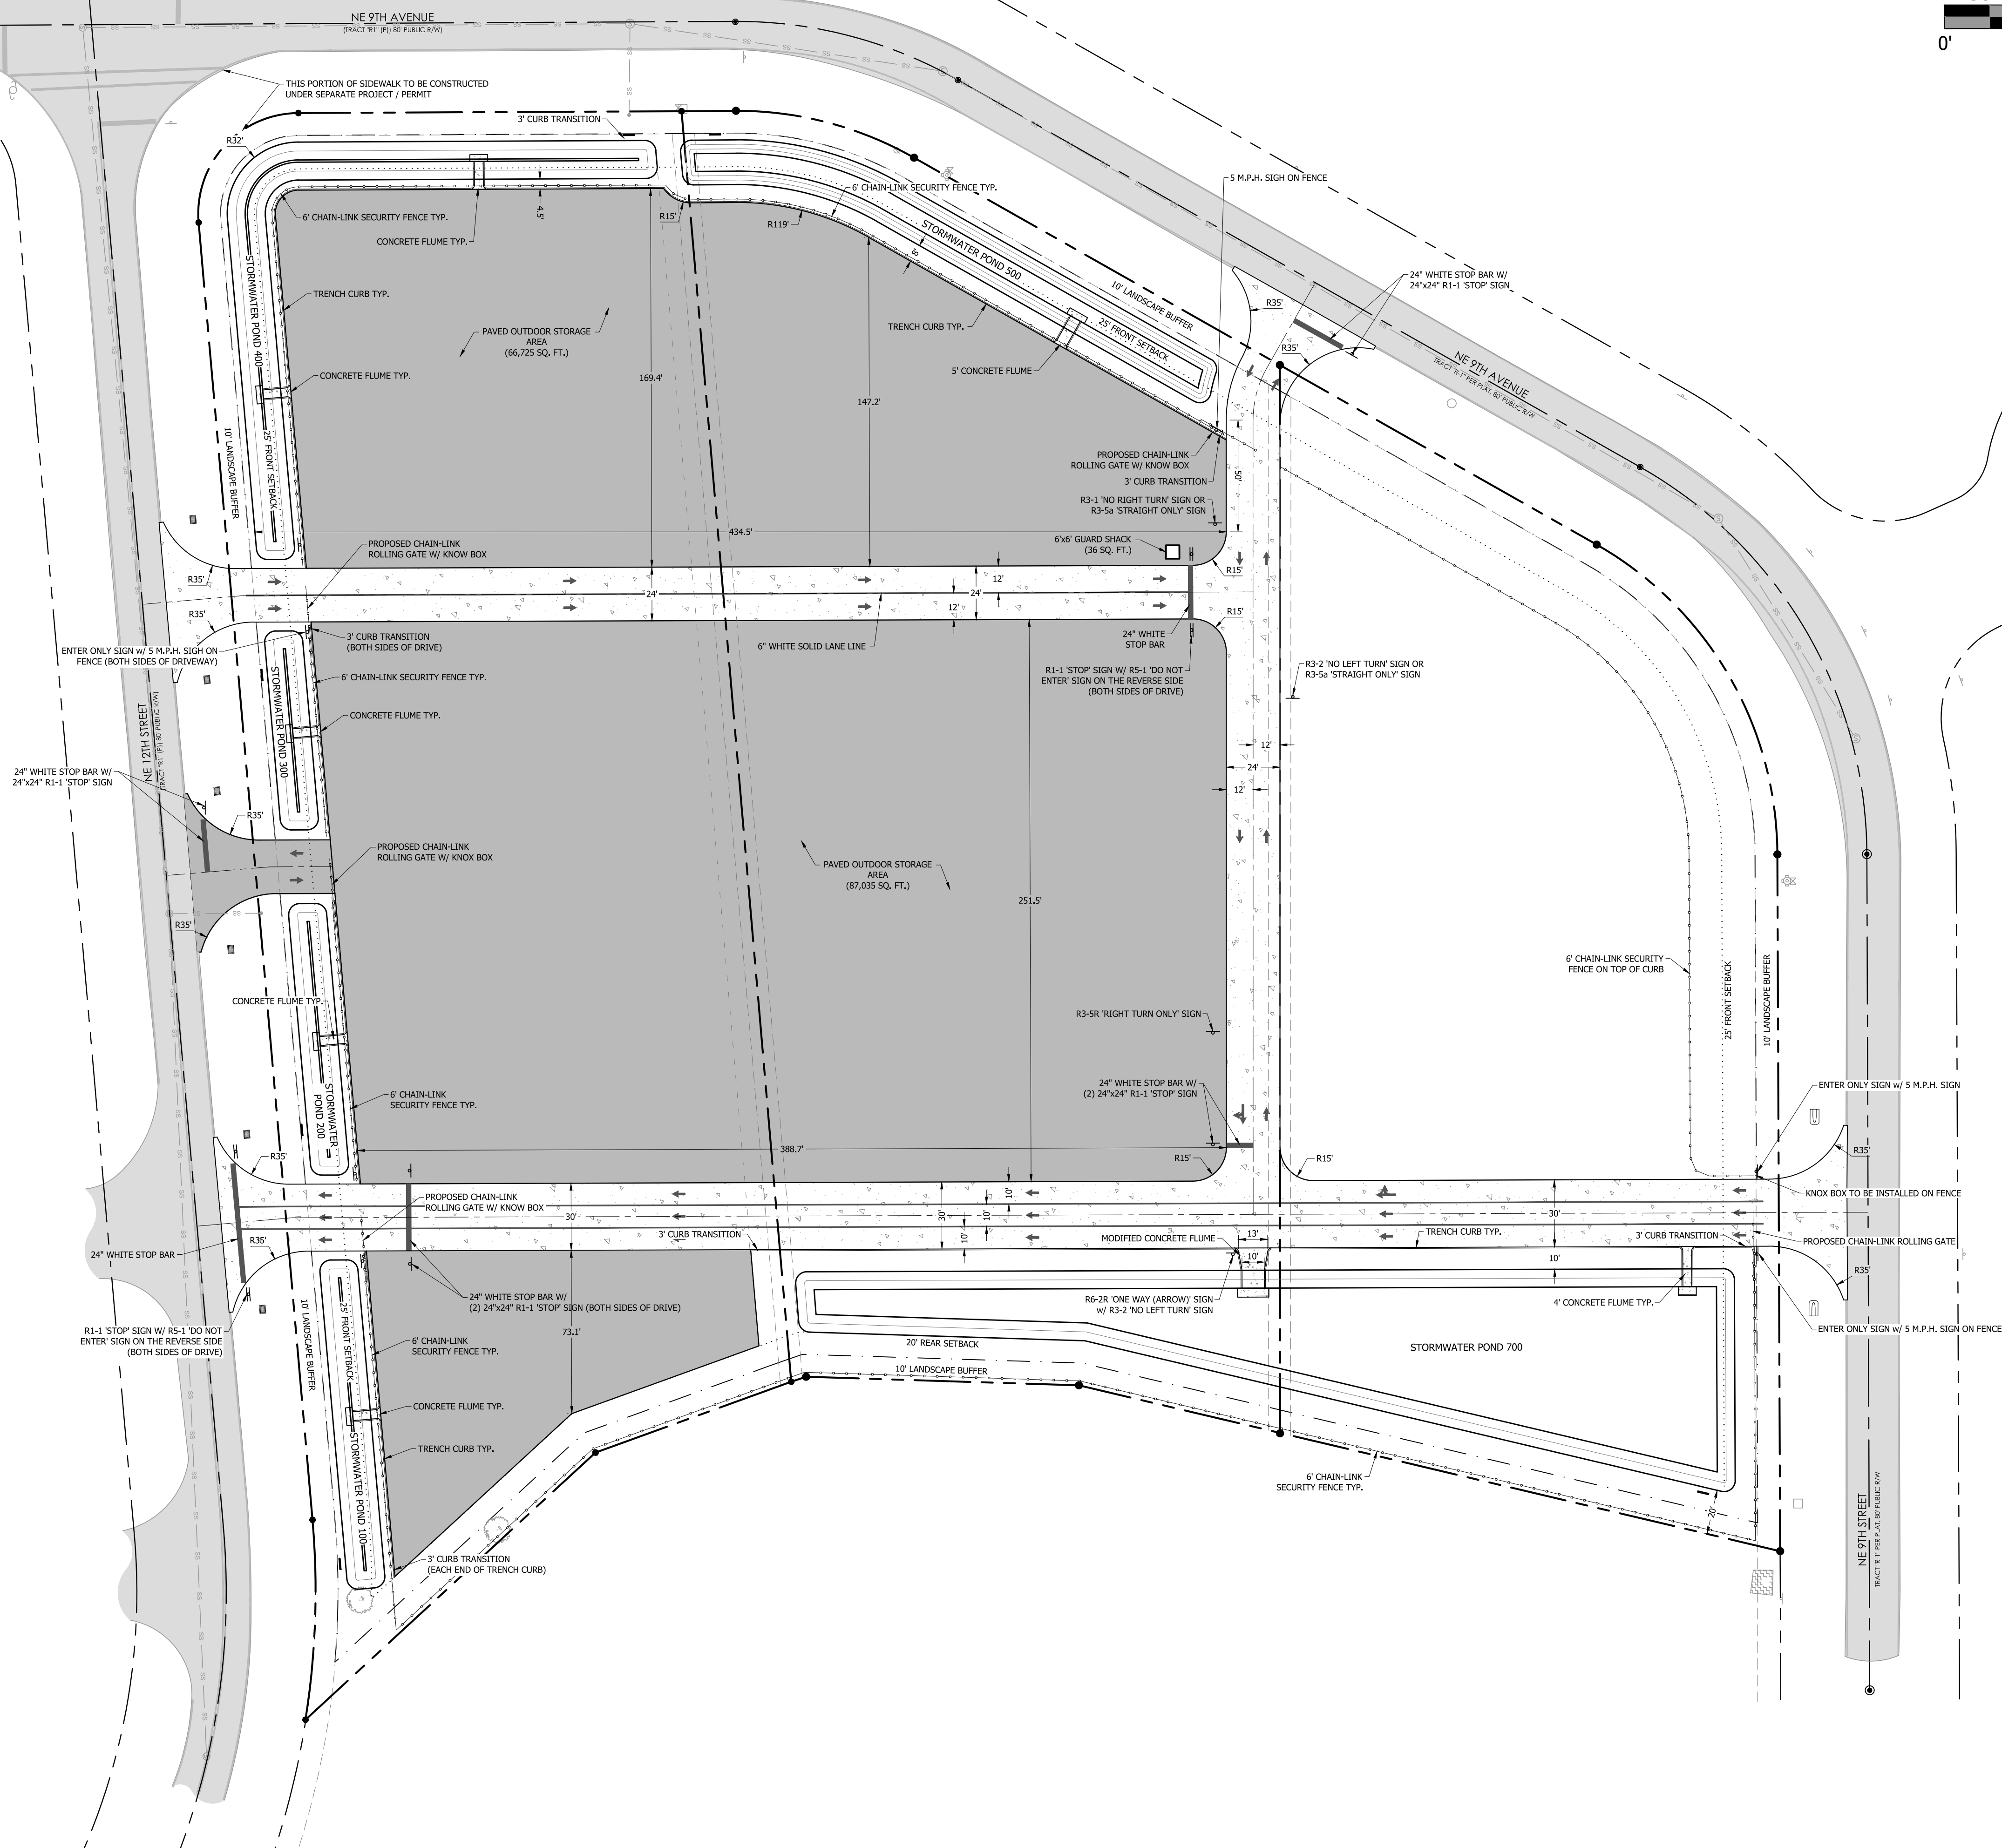 NE 9TH AVENUE
(TRACT "R1" (P)) 80' PUBLIC R/W)
0'
THIS PORTION OF SIDEWALK TO BE CONSTRUCTED
UNDER SEPARATE PROJECT / PERMIT
3' CURB TRANSITION
R32'
6' CHAIN-LINK SECURITY FENCE TYP.
5 M.P.H. SIGH ON FENCE
6' CHAIN-LINK SECURITY FENCE TYP.
4.5'
R15'
R119'
CONCRETE FLUME TYP.
STORMWATER POND 500
8'
10' LANDSCAPE BUFFER
24" WHITE STOP BAR W/
24"x24" R1-1 'STOP' SIGN
STORMWATER POND 400
TRENCH CURB TYP.
R35'
25' FRONT SETBACK
TRENCH CURB TYP.
PAVED OUTDOOR STORAGE
AREA
(66,725 SQ. FT.)
R35'
NE 9TH AVENUE
TRACT "R-1" PER PLAT, 80' PUBLIC R/W
5' CONCRETE FLUME
CONCRETE FLUME TYP.
169.4'
147.2'
10' LANDSCAPE BUFFER
25' FRONT SETBACK
PROPOSED CHAIN-LINK
ROLLING GATE W/ KNOW BOX
50'
3' CURB TRANSITION
R3-1 'NO RIGHT TURN' SIGN OR
R3-5a 'STRAIGHT ONLY' SIGN
434.5'
PROPOSED CHAIN-LINK
ROLLING GATE W/ KNOW BOX
6'x6' GUARD SHACK
(36 SQ. FT.)
R35'
R15'
12'
24'
24'
12'
R35'
R15'
3' CURB TRANSITION
(BOTH SIDES OF DRIVE)
24" WHITE
STOP BAR
ENTER ONLY SIGN w/ 5 M.P.H. SIGH ON
FENCE (BOTH SIDES OF DRIVEWAY)
6" WHITE SOLID LANE LINE
R3-2 'NO LEFT TURN' SIGN OR
R3-5a 'STRAIGHT ONLY' SIGN
R1-1 'STOP' SIGN W/ R5-1 'DO NOT
ENTER' SIGN ON THE REVERSE SIDE
(BOTH SIDES OF DRIVE)
6' CHAIN-LINK SECURITY FENCE TYP.
STORMWATER POND 300
CONCRETE FLUME TYP.
NE 12TH STREET
(TRACT "R1" (P)) 80' PUBLIC R/W)
12'
24'
12'
24" WHITE STOP BAR W/
24"x24" R1-1 'STOP' SIGN
R35'
PROPOSED CHAIN-LINK
ROLLING GATE W/ KNOX BOX
PAVED OUTDOOR STORAGE
AREA
(87,035 SQ. FT.)
251.5'
R35'
6' CHAIN-LINK SECURITY
FENCE ON TOP OF CURB
25' FRONT SETBACK
10' LANDSCAPE BUFFER
CONCRETE FLUME TYP.
R3-5R 'RIGHT TURN ONLY' SIGN
STORMWATER
POND 200
6' CHAIN-LINK
SECURITY FENCE TYP.
24" WHITE STOP BAR W/
(2) 24"x24" R1-1 'STOP' SIGN
ENTER ONLY SIGN w/ 5 M.P.H. SIGN
388.7'
R35'
R15'
R15'
R35'
10'
PROPOSED CHAIN-LINK
ROLLING GATE W/ KNOW BOX
KNOX BOX TO BE INSTALLED ON FENCE
30'
30'
10'
30'
10'
3' CURB TRANSITION
MODIFIED CONCRETE FLUME
13'
TRENCH CURB TYP.
3' CURB TRANSITION
PROPOSED CHAIN-LINK ROLLING GATE
24" WHITE STOP BAR
R35'
10'
10'
R35'
24" WHITE STOP BAR W/
(2) 24"x24" R1-1 'STOP' SIGN (BOTH SIDES OF DRIVE)
R6-2R 'ONE WAY (ARROW)' SIGN
w/ R3-2 'NO LEFT TURN' SIGN
4' CONCRETE FLUME TYP.
R1-1 'STOP' SIGN W/ R5-1 'DO NOT
ENTER' SIGN ON THE REVERSE SIDE
(BOTH SIDES OF DRIVE)
73.1'
ENTER ONLY SIGN w/ 5 M.P.H. SIGN ON FENCE
6' CHAIN-LINK
SECURITY FENCE TYP.
20' REAR SETBACK
STORMWATER POND 700
10' LANDSCAPE BUFFER
10' LANDSCAPE BUFFER
25' FRONT SETBACK
CONCRETE FLUME TYP.
TRENCH CURB TYP.
STORMWATER POND 100
6' CHAIN-LINK
SECURITY FENCE TYP.
20'
NE 9TH STREET
TRACT "R-1" PER PLAT, 80' PUBLIC R/W
3' CURB TRANSITION
(EACH END OF TRENCH CURB)